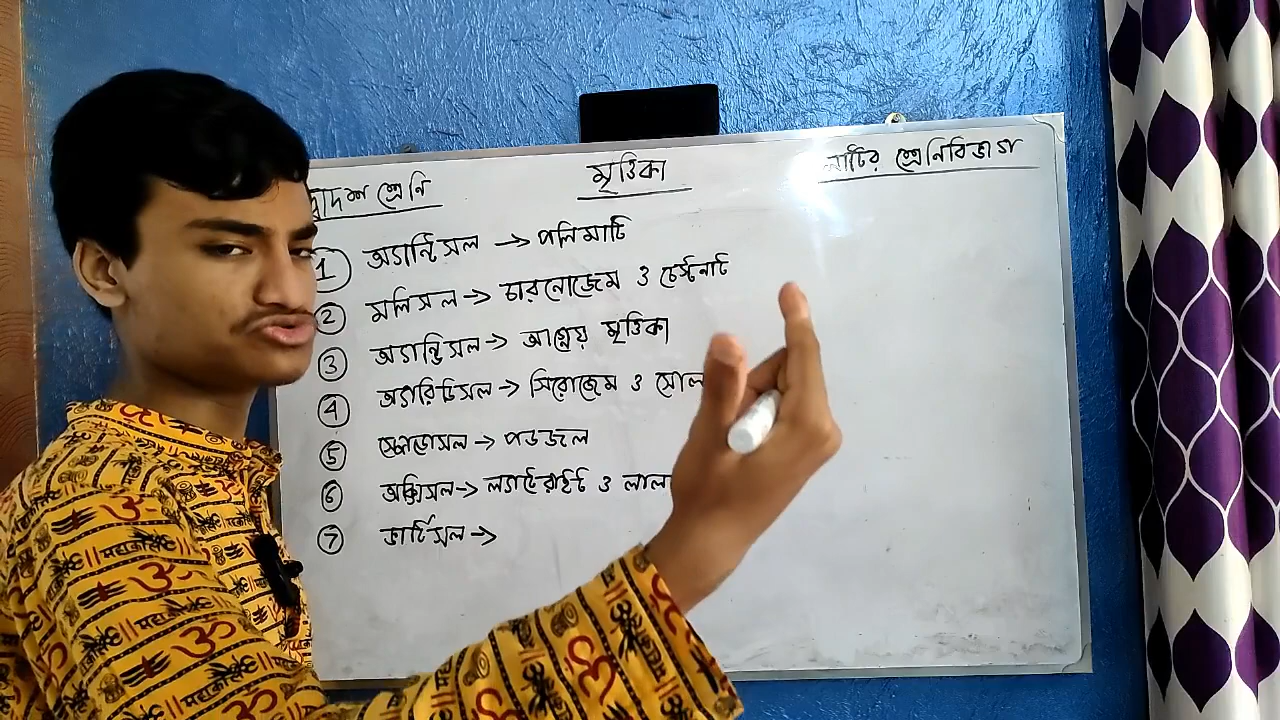 দ্বাদশ শ্রেণি
মৃত্তিকা
মাটির শ্রেণিবিভাগ
1 অ্যান্টিসল → পলিমাটি
2 মলিসল → চারনোজেম ও চেস্টনাট
3 অ্যান্ডিসল → আগ্নেয় মৃত্তিকা
4 অ্যারিডিসল → সিরোজেম ও সোল
5 স্পোডোসল → পডজল
6 অক্সিসল → ল্যাটেরাইট ও লাল
7 ভার্টিসল →
महाकाल